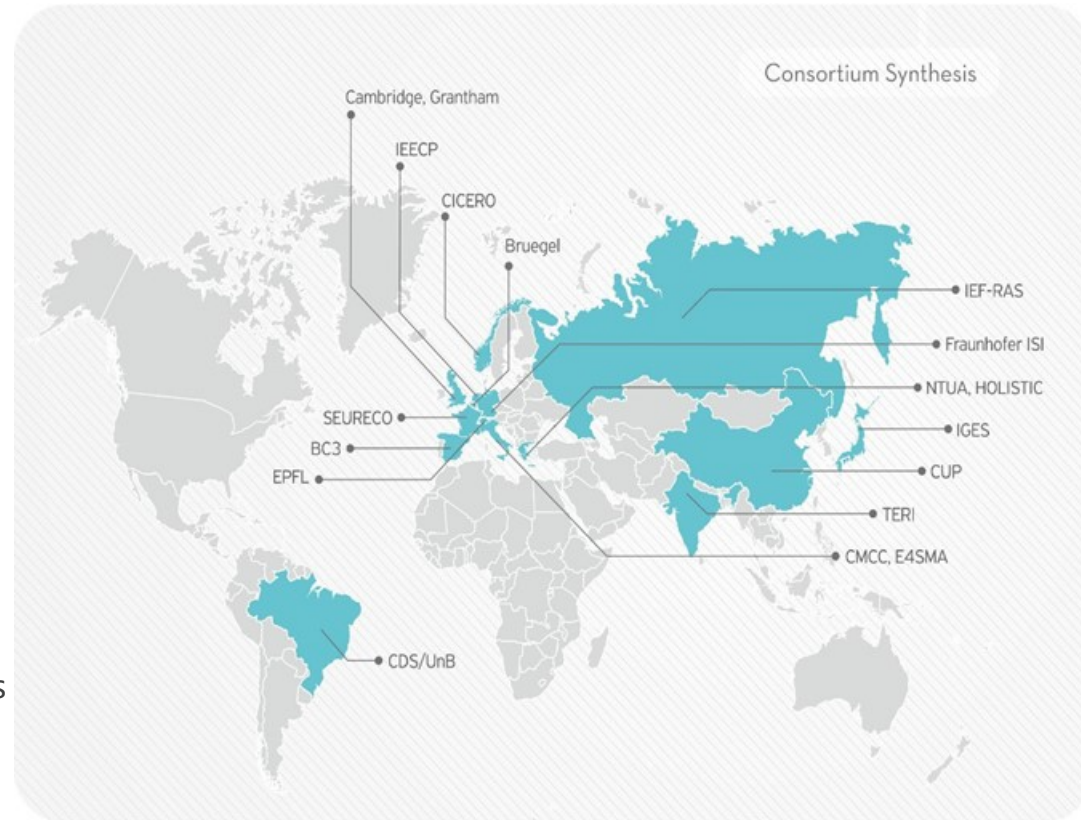 Consortium Synthesis
Cambridge, Grantham
IEECP
CICERO
Bruegel
IEF-RAS
Fraunhofer ISI
NTUA, HOLISTIC
SEURECO
IGES
BC3
CUP
EPFL
TERI
CMCC, E4SMA
CDS/UnB
s